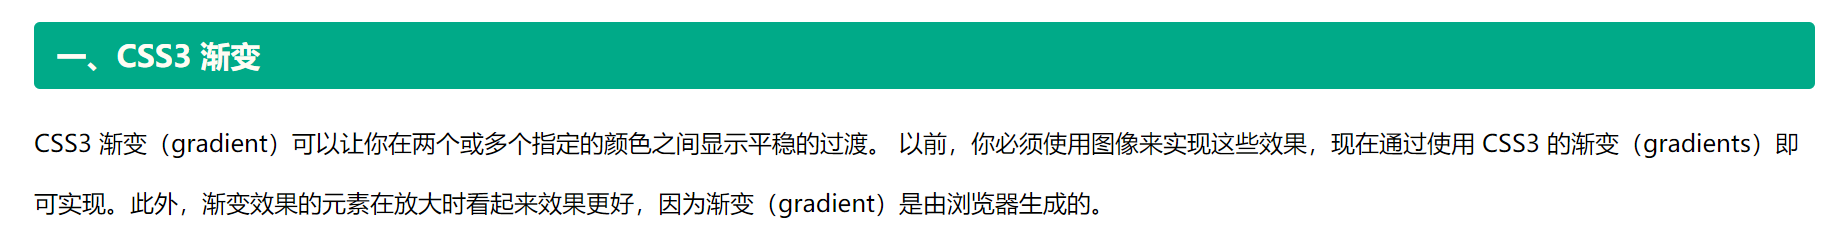 一、CSS3 渐变
CSS3 渐变（gradient）可以让你在两个或多个指定的颜色之间显示平稳的过渡。 以前，你必须使用图像来实现这些效果，现在通过使用 CSS3 的渐变（gradients）即
可实现。此外，渐变效果的元素在放大时看起来效果更好，因为渐变（gradient）是由浏览器生成的。